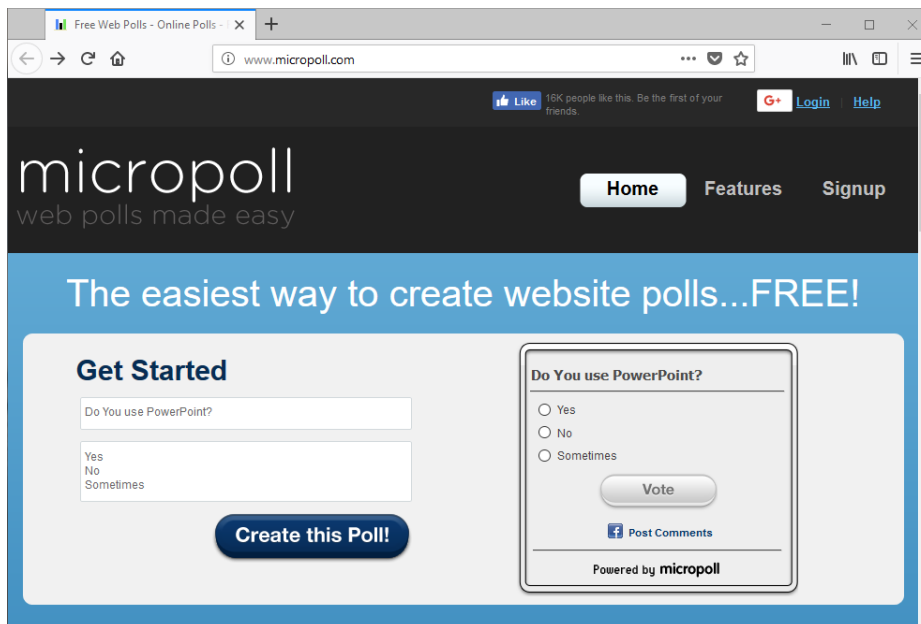 Free Web Polls - Online Polls -
www.micropoll.com
Like
16K people like this. Be the first of your
friends.
G+
Login
Help
micropoll
web polls made easy
Home
Features
Signup
The easiest way to create website polls...FREE!
Get Started
Do You use PowerPoint?
Yes
No
Sometimes
Create this Poll!
Do You use PowerPoint?
Yes
No
Sometimes
Vote
Post Comments
Powered by micropoll